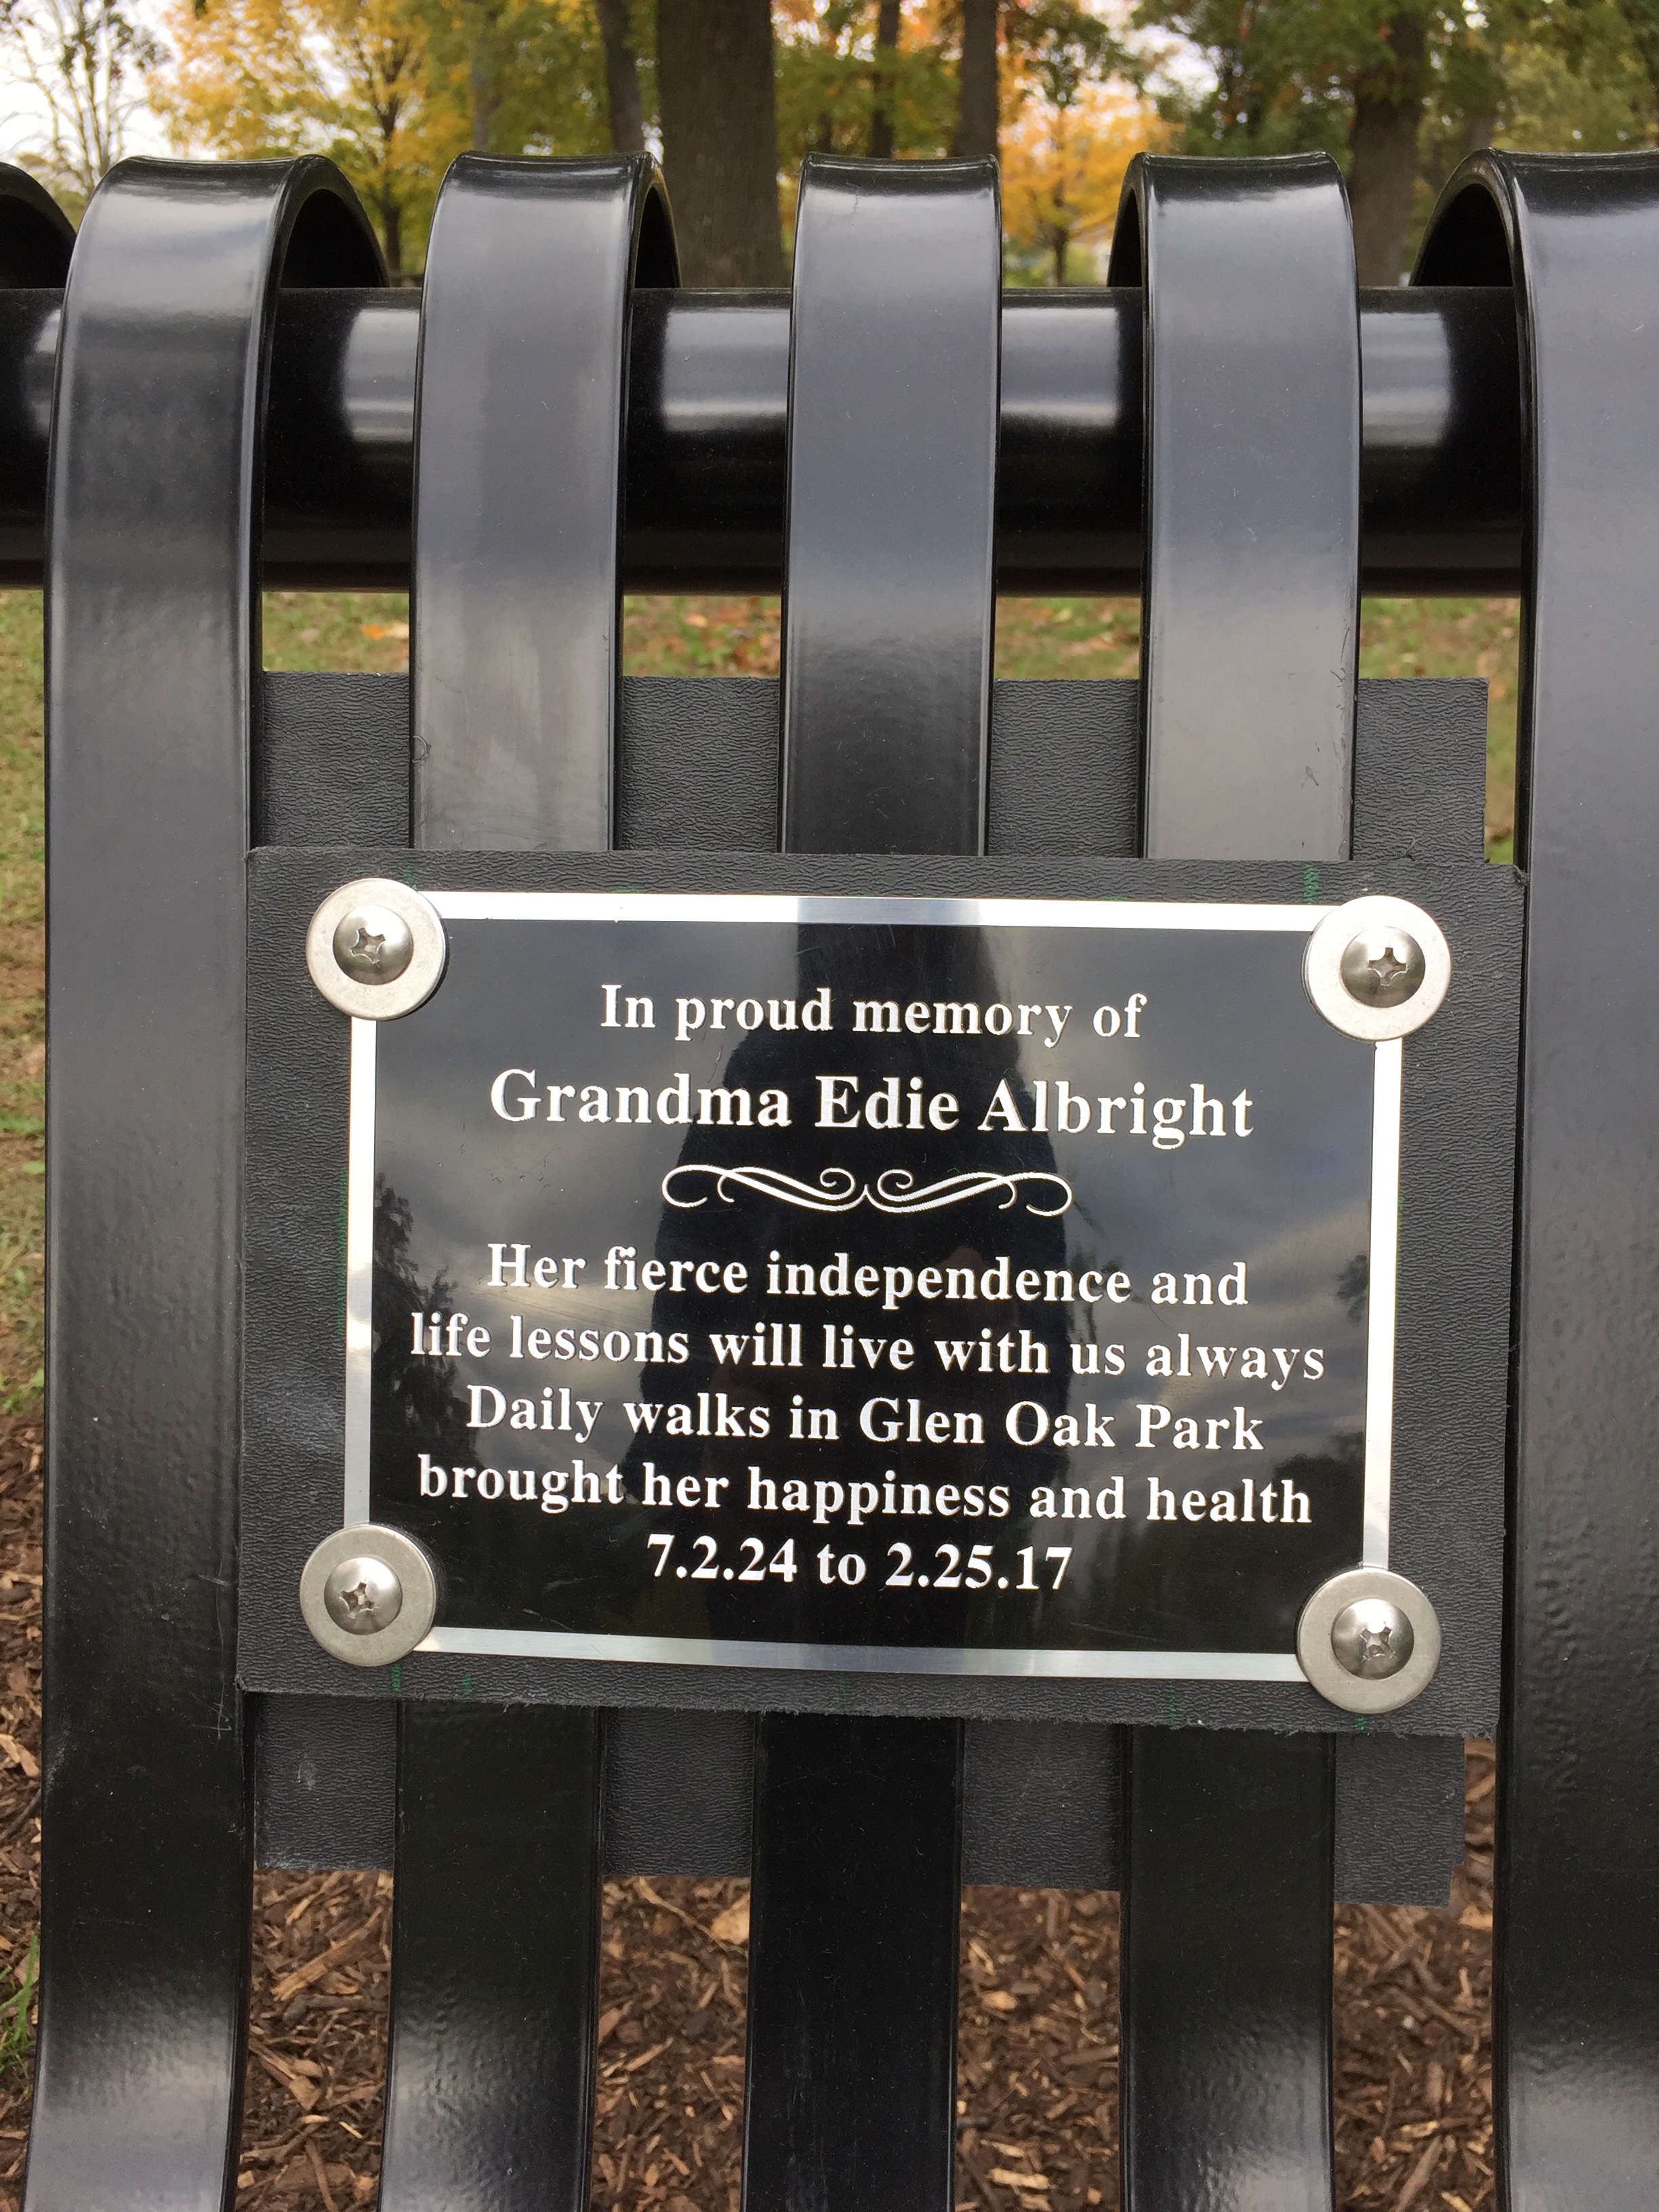 In proud memory of
Grandma Edie Albright
Her fierce independence and
life lessons will live with us always
Daily walks in Glen Oak Park
brought her happiness and health
7.2.24 to 2.25.17